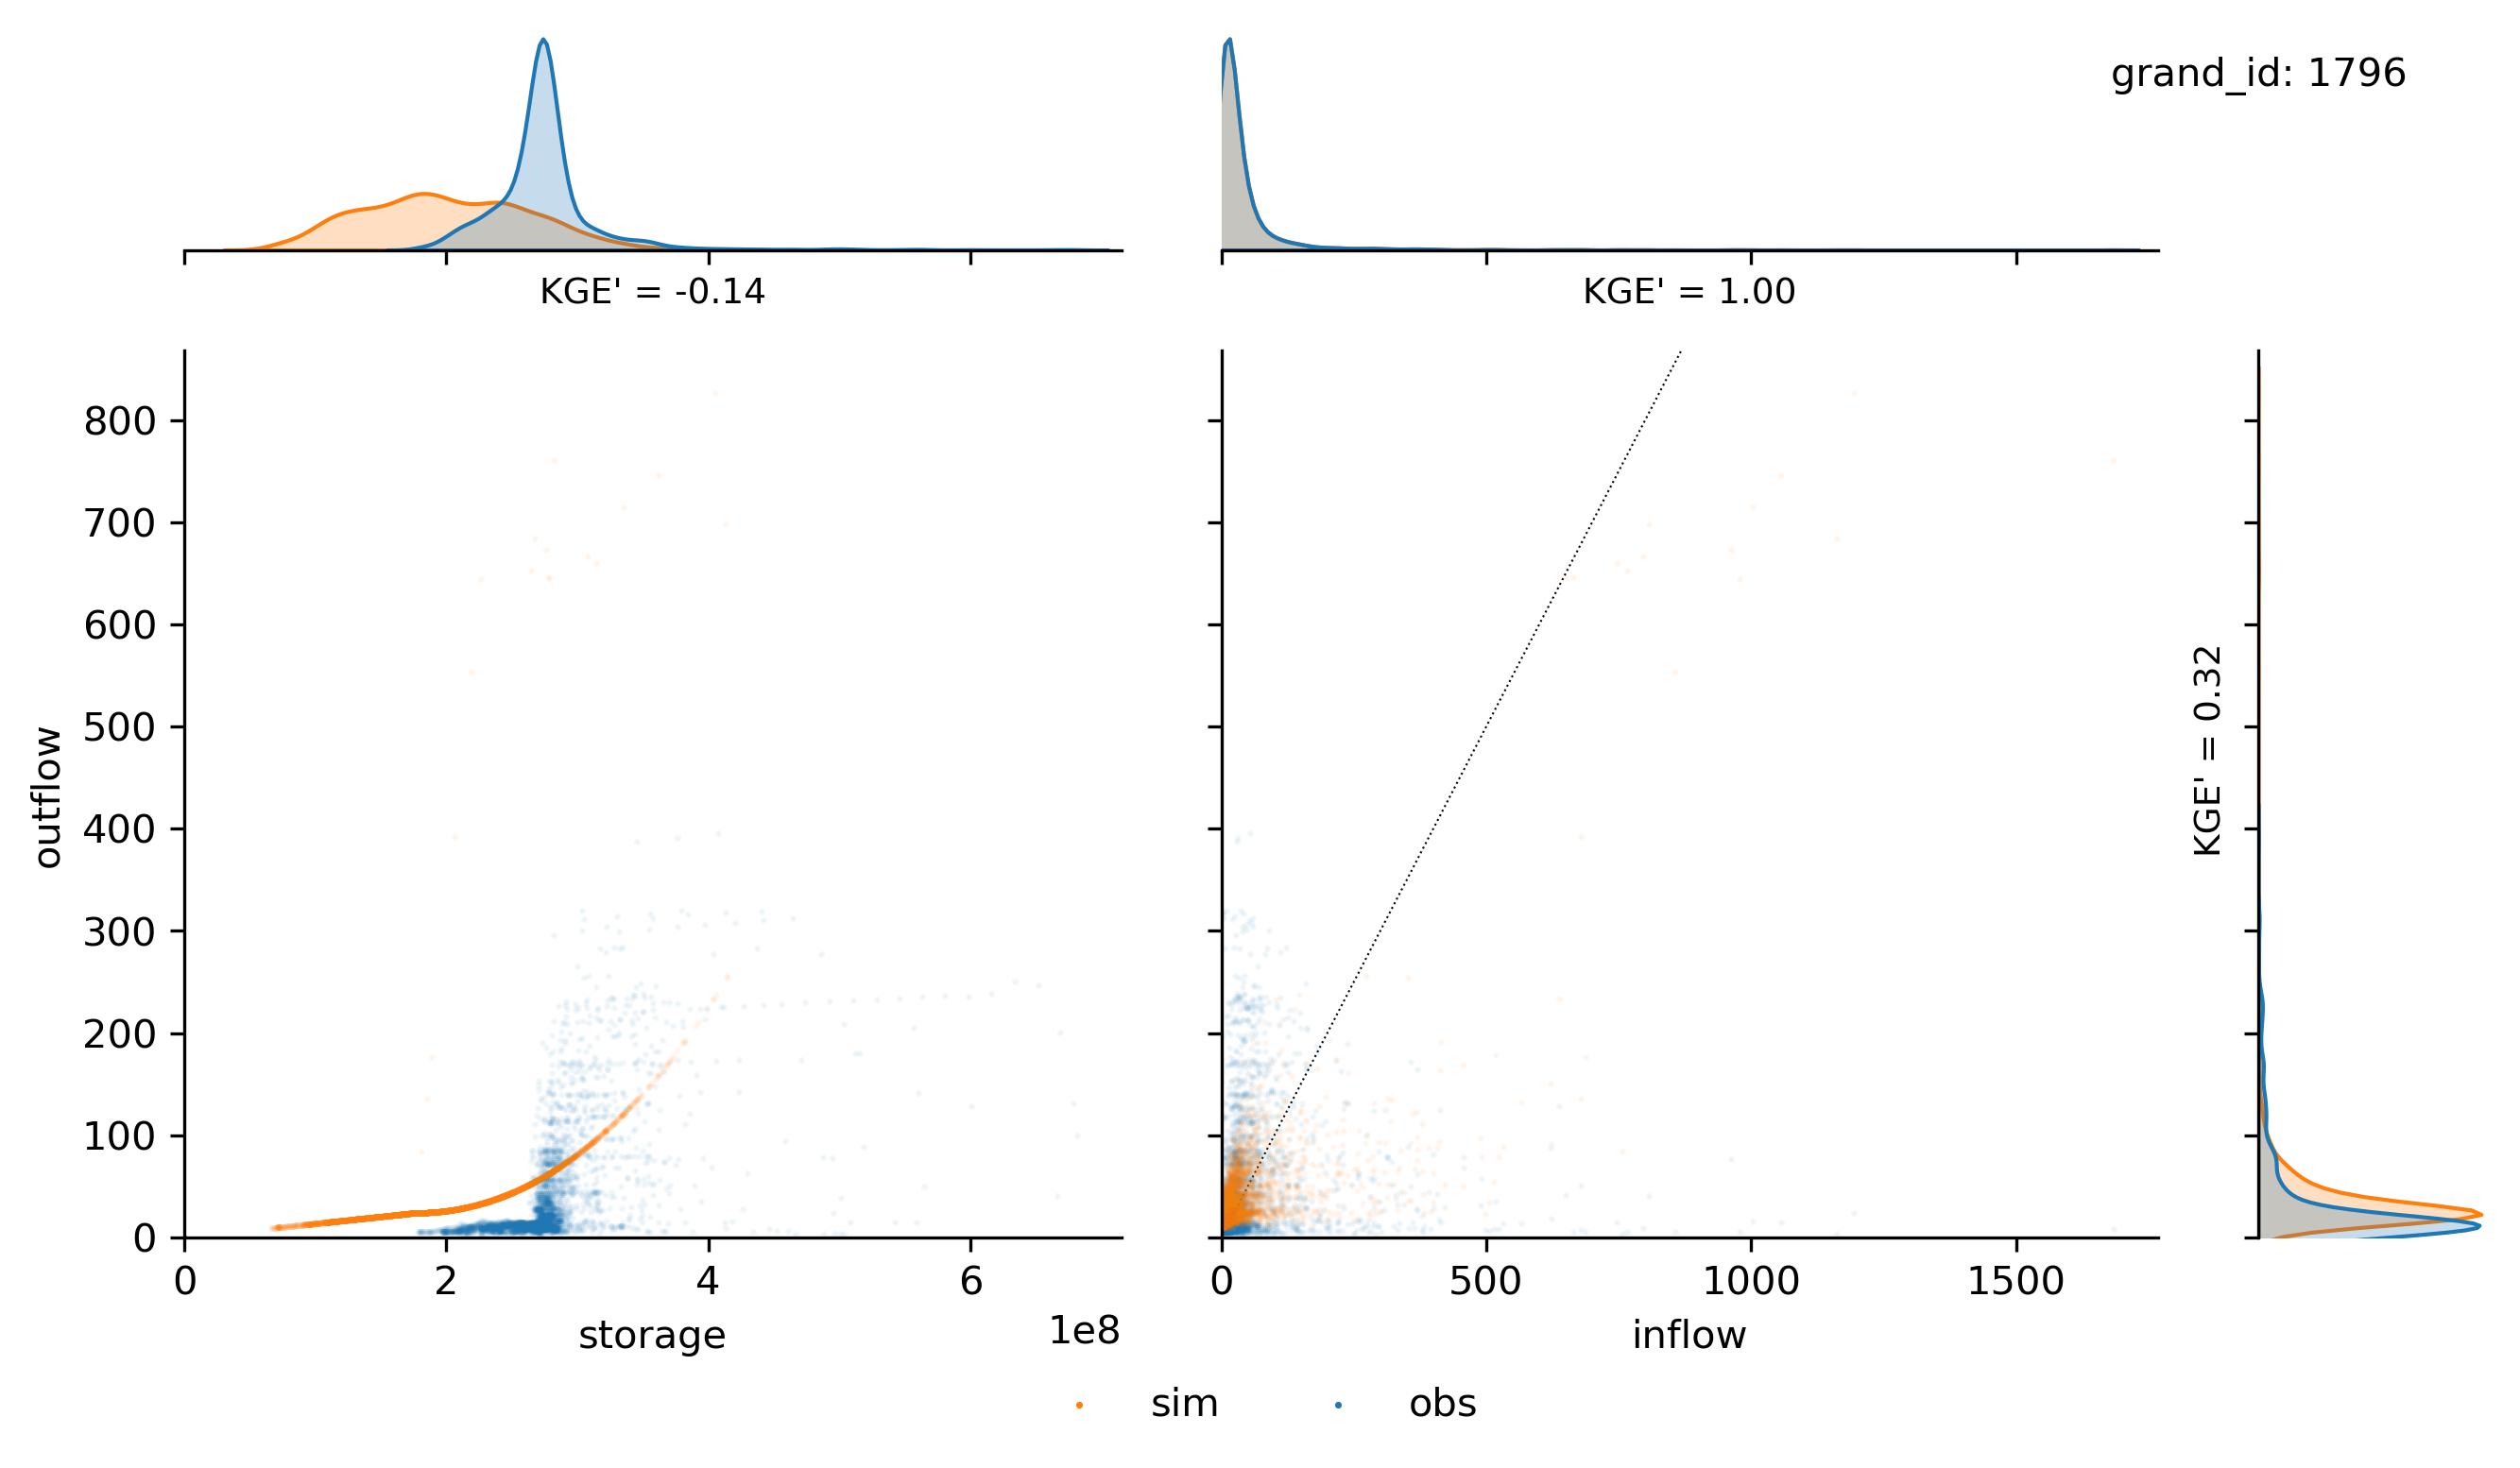 grand_id: 1796
KGE' = -0.14
KGE' = 1.00
800
700
600
500
400
300
200
100
0
outflow
KGE' = 0.32
0
2
4
6
0
500
1000
1500
storage
1e8
inflow
sim
obs